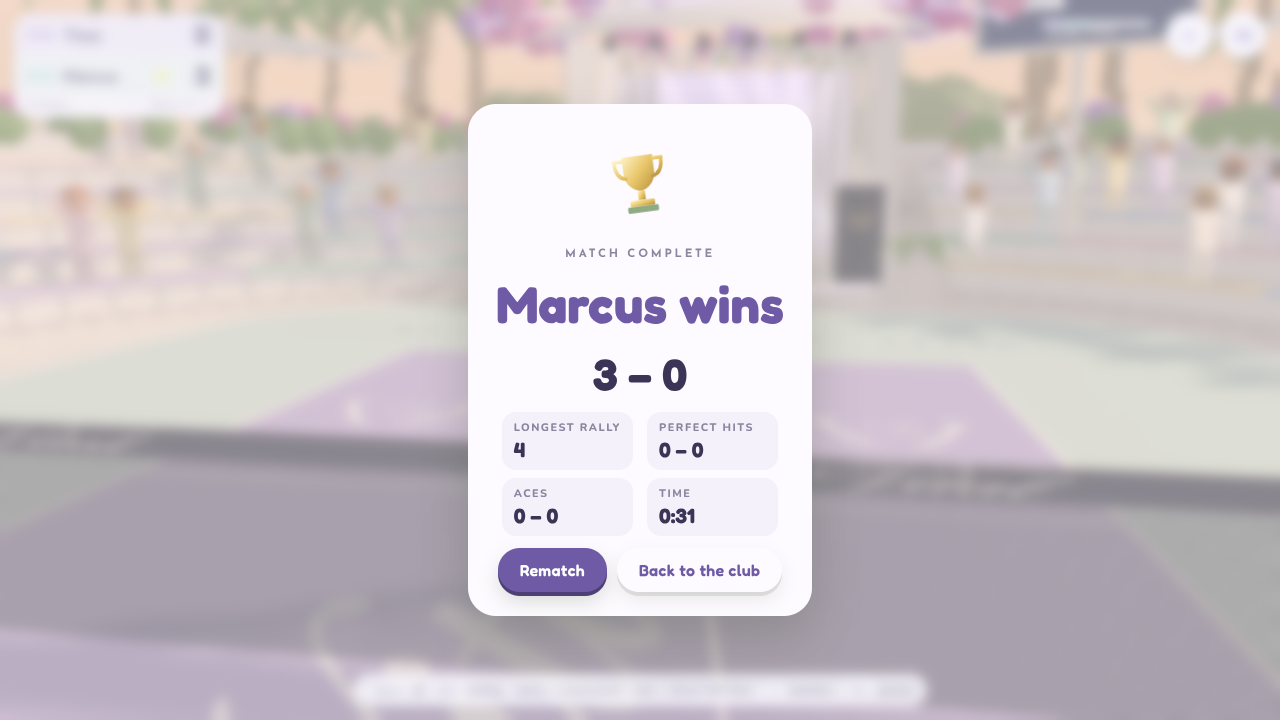 MATCH COMPLETE
Marcus wins
3 – 0
LONGEST RALLY
4
PERFECT HITS
0 – 0
ACES
0 – 0
TIME
0:31
Rematch
Back to the club